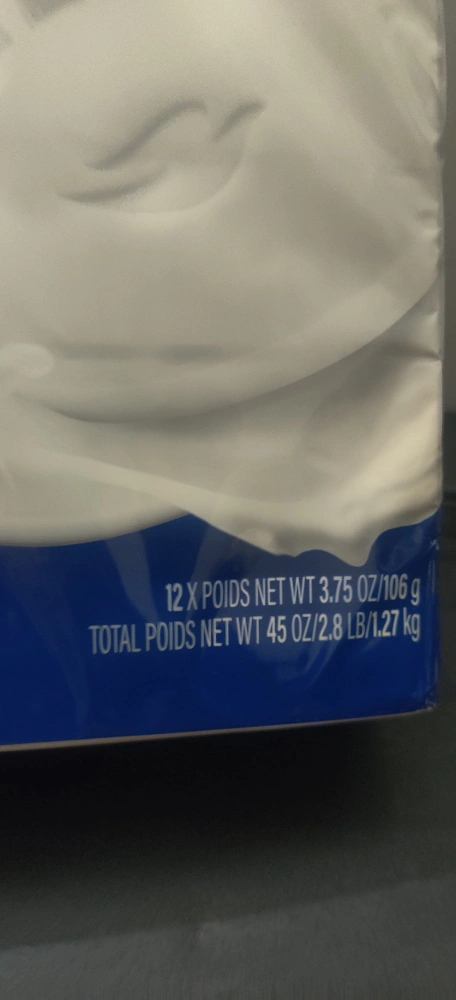 12 X POIDS NET WT 3.75 OZ/106 g
TOTAL POIDS NET WT 45 OZ/2.8 LB/1.27 kg